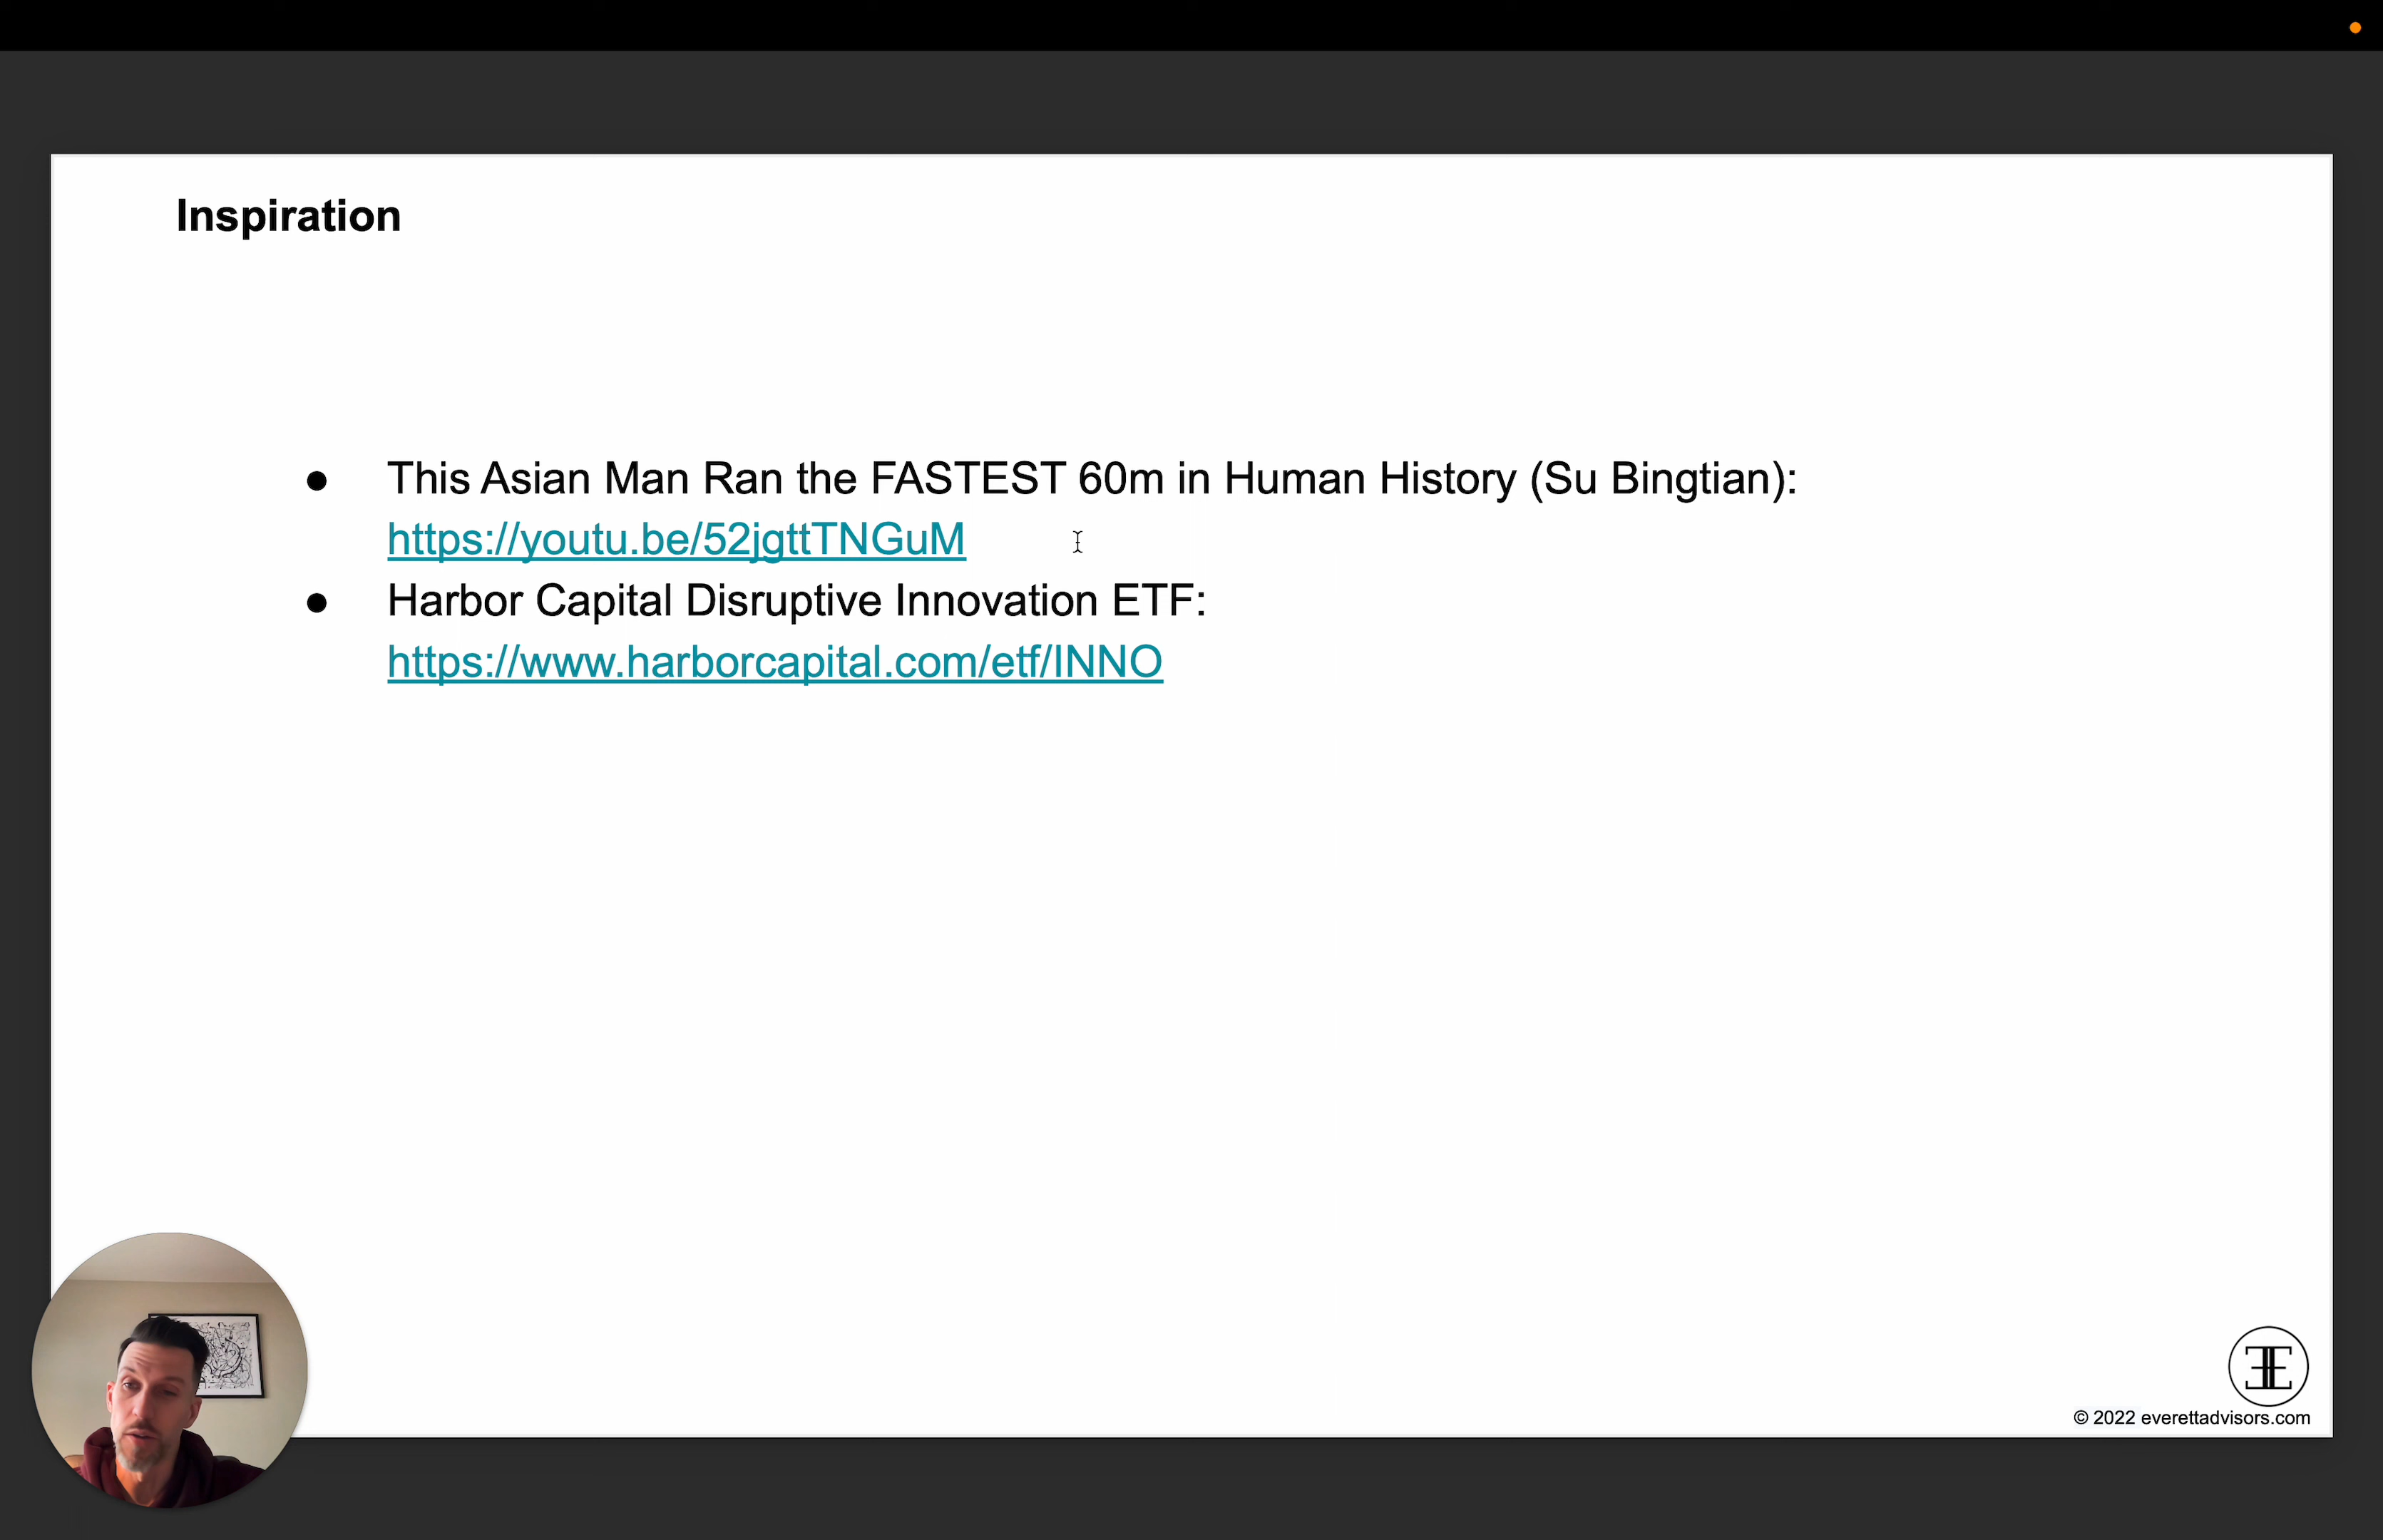 Inspiration
● This Asian Man Ran the FASTEST 60m in Human History (Su Bingtian):
https://youtu.be/52jgttTNGuM
● Harbor Capital Disruptive Innovation ETF:
https://www.harborcapital.com/etf/INNO
© 2022 everettadvisors.com